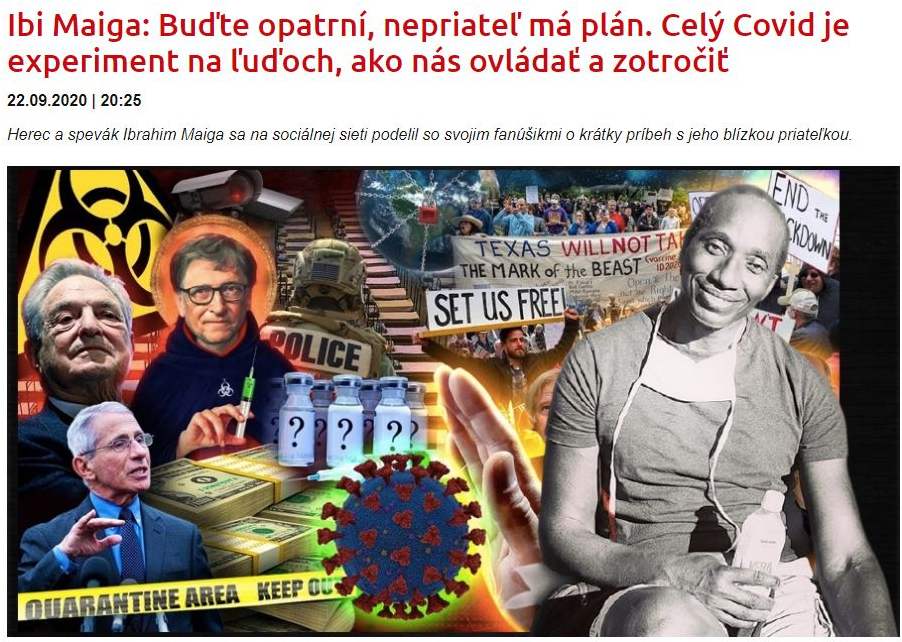 Ibi Maiga: Buďte opatrní, nepriateľ má plán. Celý Covid je
experiment na ľuďoch, ako nás ovládať a zotročiť
22.09.2020 | 20:25
Herec a spevák Ibrahim Maiga sa na sociálnej sieti podelil so svojim fanúšikmi o krátky príbeh s jeho blízkou priateľkou.
END THE
CKDOWN
TEXAS WILL NOT TA
THE MARK of the BEAST
SET US FREE!
POLICE
? ? ?
QUARANTINE AREA KEEP OU